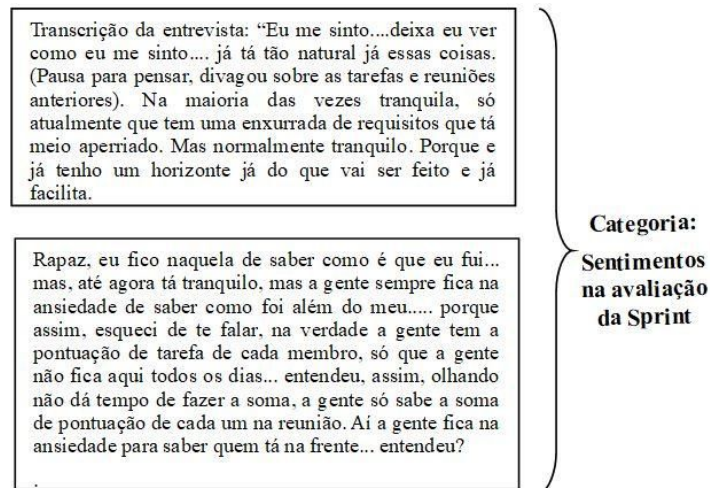 Transcrição da entrevista: “Eu me sinto....deixa eu ver
como eu me sinto.... já tá tão natural já essas coisas.
(Pausa para pensar, divagou sobre as tarefas e reuniões
anteriores). Na maioria das vezes tranquila, só
atualmente que tem uma enxurrada de requisitos que tá
meio aperriado. Mas normalmente tranquilo. Porque e
já tenho um horizonte já do que vai ser feito e já
facilita.
Rapaz, eu fico naquela de saber como é que eu fui...
mas, até agora tá tranquilo, mas a gente sempre fica na
ansiedade de saber como foi além do meu..... porque
assim, esqueci de te falar, na verdade a gente tem a
pontuação de tarefa de cada membro, só que a gente
não fica aqui todos os dias... entendeu, assim, olhando
não dá tempo de fazer a soma, a gente só sabe a soma
de pontuação de cada um na reunião. Aí a gente fica na
ansiedade para saber quem tá na frente... entendeu?
.
Categoria:
Sentimentos
na avaliação
da Sprint